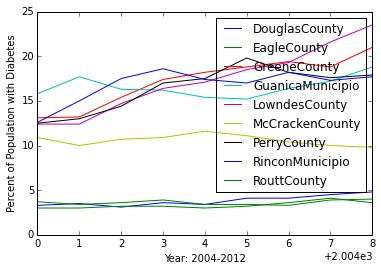 25
20
15
10
5
0
Percent of Population with Diabetes
DouglasCounty
EagleCounty
GreeneCounty
GuanicaMunicipio
LowndesCounty
McCrackenCounty
PerryCounty
RinconMunicipio
RouttCounty
0 1 2 3 4 5 6 7 8
Year: 2004-2012
+2.004e3